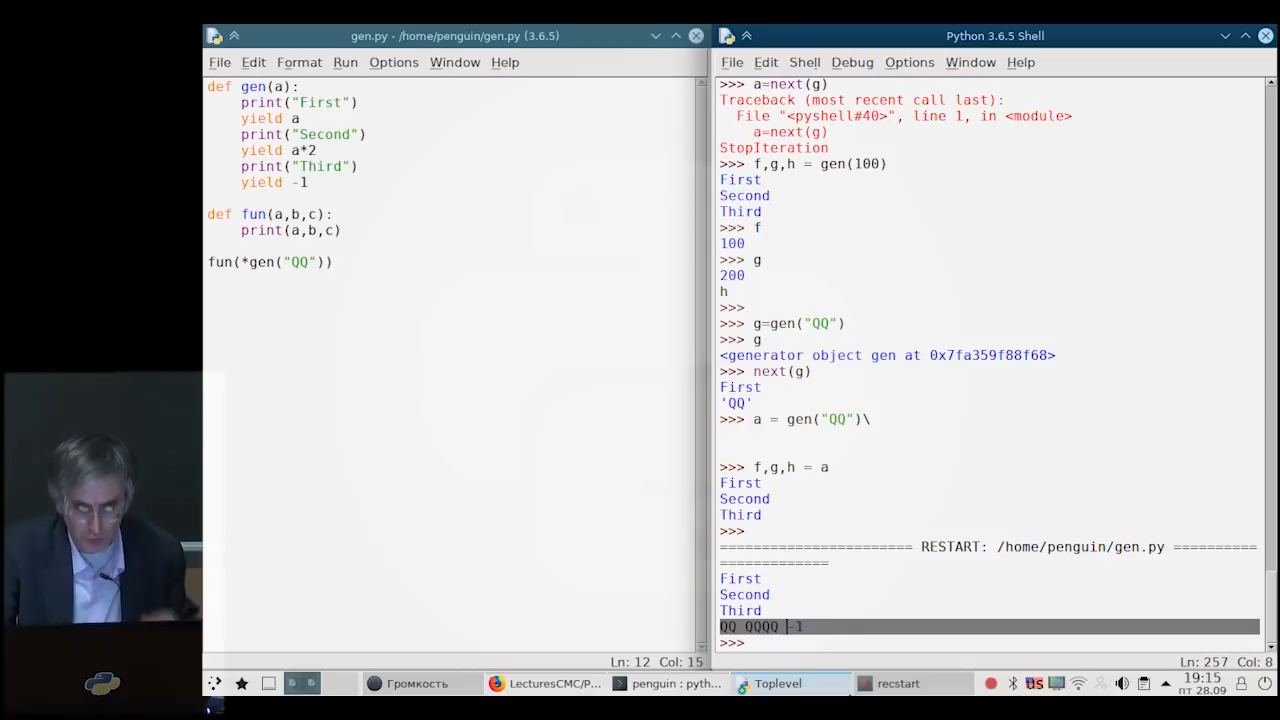 gen.py - /home/penguin/gen.py (3.6.5)
File Edit Format Run Options Window Help
def gen(a):
    print("First")
    yield a
    print("Second")
    yield a*2
    print("Third")
    yield -1
def fun(a,b,c):
    print(a,b,c)
fun(*gen("QQ"))
Ln: 12 Col: 15
Python 3.6.5 Shell
File Edit Shell Debug Options Window Help
>>> a=next(g)
Traceback (most recent call last):
  File "<pyshell#40>", line 1, in <module>
    a=next(g)
StopIteration
>>> f,g,h = gen(100)
First
Second
Third
>>> f
100
>>> g
200
h
>>>
>>> g=gen("QQ")
>>> g
<generator object gen at 0x7fa359f88f68>
>>> next(g)
First
'QQ'
>>> a = gen("QQ")\
>>> f,g,h = a
First
Second
Third
>>>
====================== RESTART: /home/penguin/gen.py ==========
=============
First
Second
Third
QQ QQQQ -1
>>>
Ln: 257 Col: 8
Громкость
LecturesCMC/P...
penguin : pyth...
Toplevel
recstart
US
19:15
пт 28.09